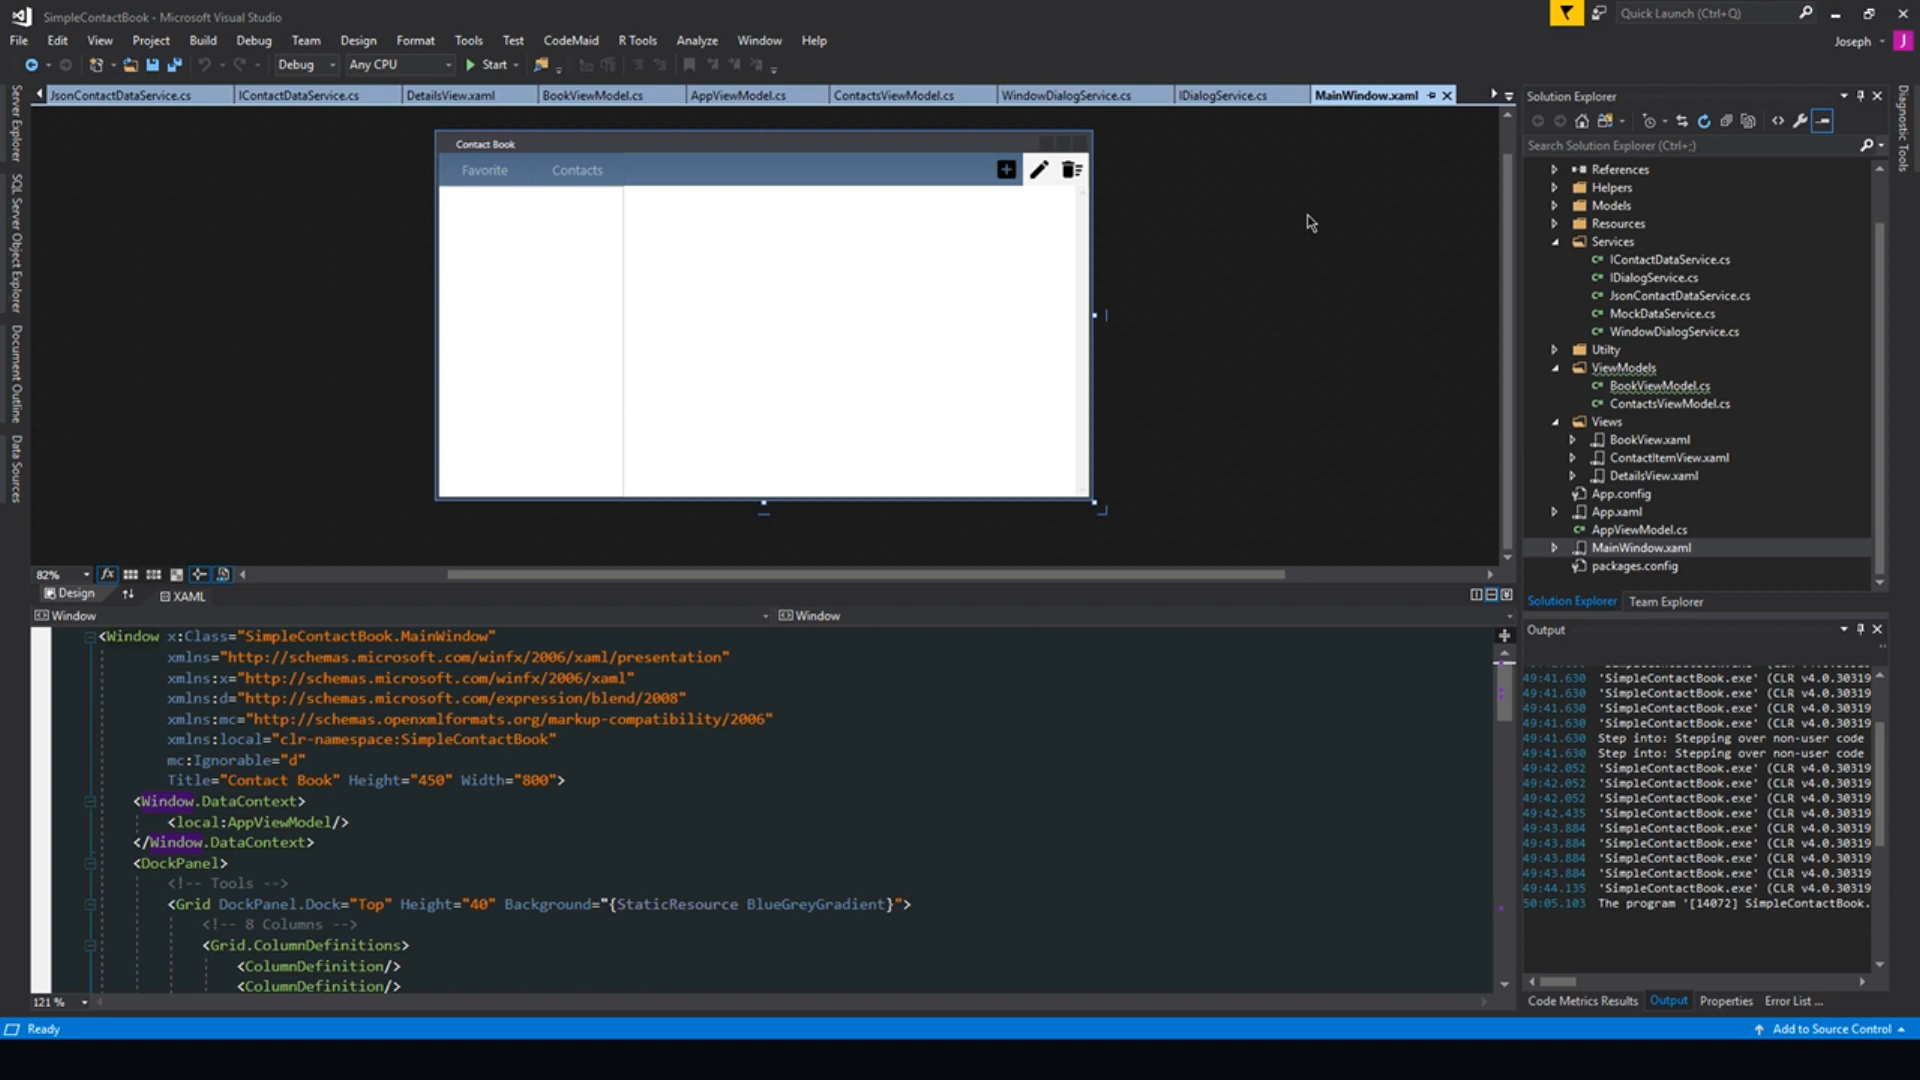 SimpleContactBook - Microsoft Visual Studio
Quick Launch (Ctrl+Q)
File Edit View Project Build Debug Team Design Format Tools Test CodeMaid R Tools Analyze Window Help
Joseph
J
Debug
Any CPU
Start
JsonContactDataService.cs
IContactDataService.cs
DetailsView.xaml
BookViewModel.cs
AppViewModel.cs
ContactsViewModel.cs
WindowDialogService.cs
IDialogService.cs
MainWindow.xaml
Server Explorer
SQL Server Object Explorer
Document Outline
Data Sources
Contact Book
Favorite
Contacts
82%
Design
XAML
Window
Window
<Window x:Class="SimpleContactBook.MainWindow"
xmlns="http://schemas.microsoft.com/winfx/2006/xaml/presentation"
xmlns:x="http://schemas.microsoft.com/winfx/2006/xaml"
xmlns:d="http://schemas.microsoft.com/expression/blend/2008"
xmlns:mc="http://schemas.openxmlformats.org/markup-compatibility/2006"
xmlns:local="clr-namespace:SimpleContactBook"
mc:Ignorable="d"
Title="Contact Book" Height="450" Width="800">
<Window.DataContext>
<local:AppViewModel/>
</Window.DataContext>
<DockPanel>
<!-- Tools -->
<Grid DockPanel.Dock="Top" Height="40" Background="{StaticResource BlueGreyGradient}">
<!-- 8 Columns -->
<Grid.ColumnDefinitions>
<ColumnDefinition/>
<ColumnDefinition/>
121 %
Solution Explorer
Search Solution Explorer (Ctrl+;)
References
Helpers
Models
Resources
Services
IContactDataService.cs
IDialogService.cs
JsonContactDataService.cs
MockDataService.cs
WindowDialogService.cs
Utilty
ViewModels
BookViewModel.cs
ContactsViewModel.cs
Views
BookView.xaml
ContactItemView.xaml
DetailsView.xaml
App.config
App.xaml
AppViewModel.cs
MainWindow.xaml
packages.config
Solution Explorer
Team Explorer
Diagnostic Tools
Output
49:41.630 'SimpleContactBook.exe' (CLR v4.0.30319
49:41.630 'SimpleContactBook.exe' (CLR v4.0.30319
49:41.630 'SimpleContactBook.exe' (CLR v4.0.30319
49:41.630 'SimpleContactBook.exe' (CLR v4.0.30319
49:41.630 Step into: Stepping over non-user code
49:41.630 Step into: Stepping over non-user code
49:42.052 'SimpleContactBook.exe' (CLR v4.0.30319
49:42.052 'SimpleContactBook.exe' (CLR v4.0.30319
49:42.052 'SimpleContactBook.exe' (CLR v4.0.30319
49:42.435 'SimpleContactBook.exe' (CLR v4.0.30319
49:43.884 'SimpleContactBook.exe' (CLR v4.0.30319
49:43.884 'SimpleContactBook.exe' (CLR v4.0.30319
49:43.884 'SimpleContactBook.exe' (CLR v4.0.30319
49:43.884 'SimpleContactBook.exe' (CLR v4.0.30319
49:44.135 'SimpleContactBook.exe' (CLR v4.0.30319
50:05.103 The program '[14072] SimpleContactBook.
Code Metrics Results
Output
Properties
Error List ...
Ready
Add to Source Control